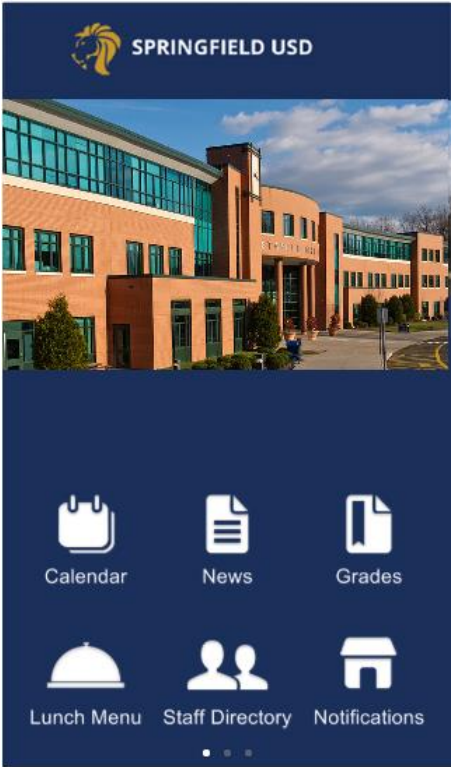 SPRINGFIELD USD
Calendar
News
Grades
Lunch Menu
Staff Directory
Notifications